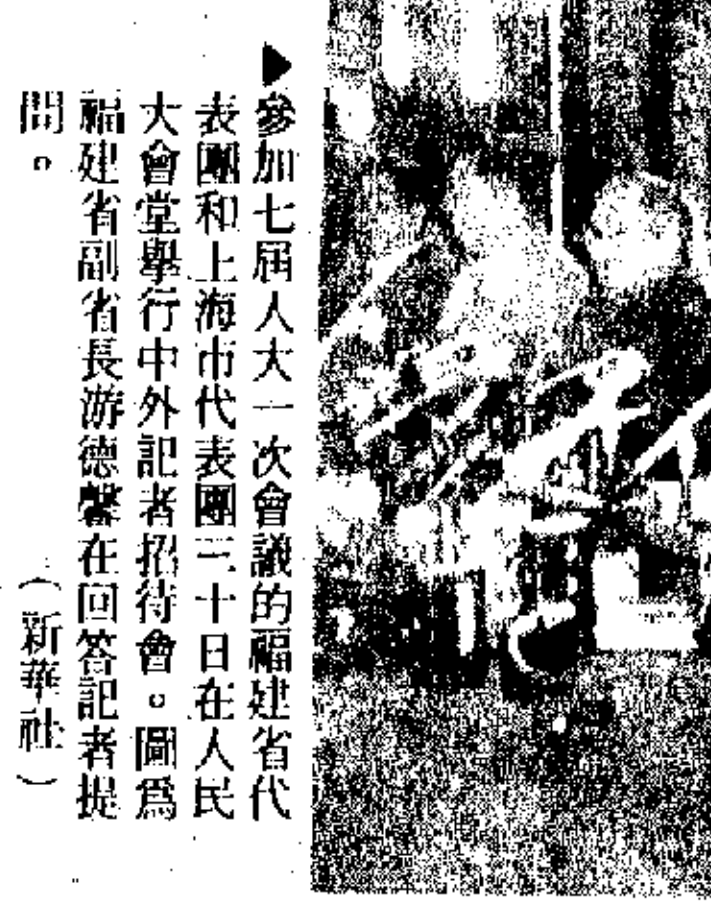 ▶參加七屆人大一次會議的福建省代
表團和上海市代表團三十日在人民
大會堂舉行中外記者招待會。圖爲
福建省副省長游德馨在回答記者提
問。
（新華社）